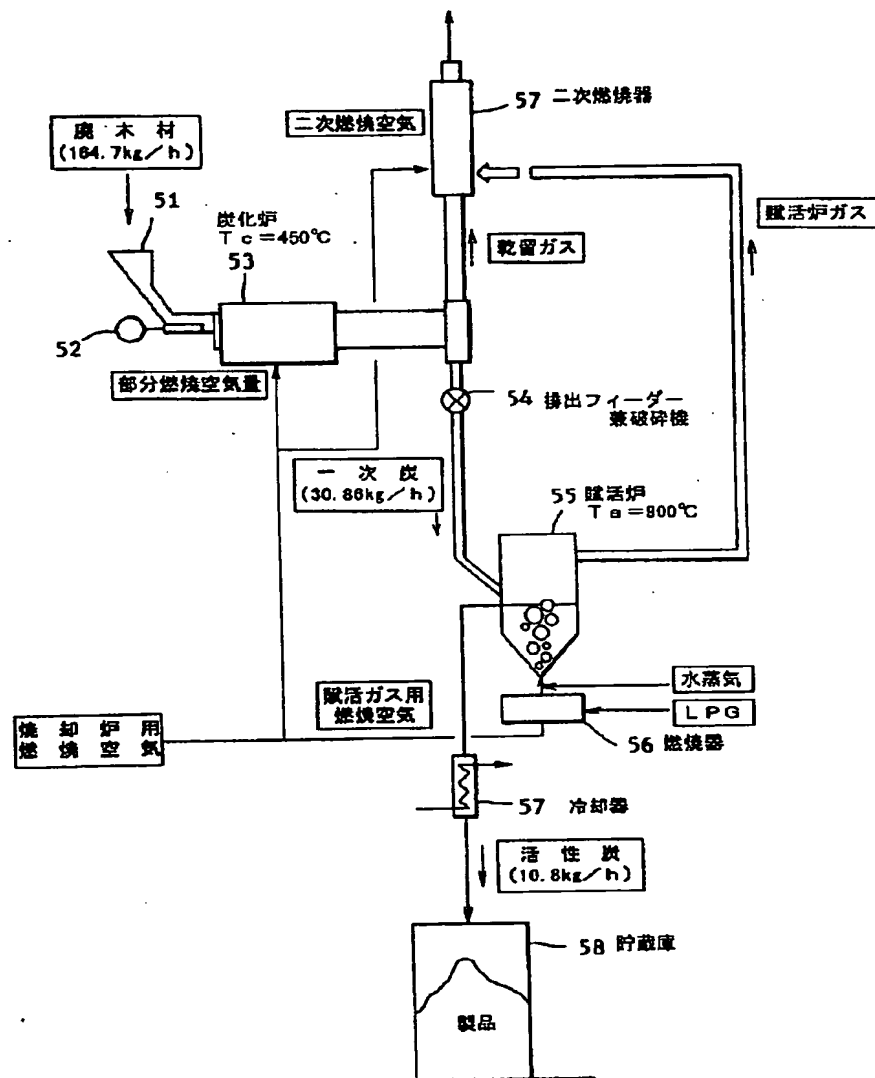 57 二次燃焼器
二次燃焼空気
廃木材
(164.7kg/h)
賦活炉ガス
51
炭化炉
Tc=450℃
53
乾留ガス
52
部分燃焼空気量
54 排出フィーダー
兼破砕機
一次炭
(30.86kg/h)
55 賦活炉
Ta=800℃
水蒸気
賦活ガス用
燃焼空気
LPG
焼却炉用
燃焼空気
56 燃焼器
57 冷却器
活性炭
(10.8kg/h)
58 貯蔵庫
製品